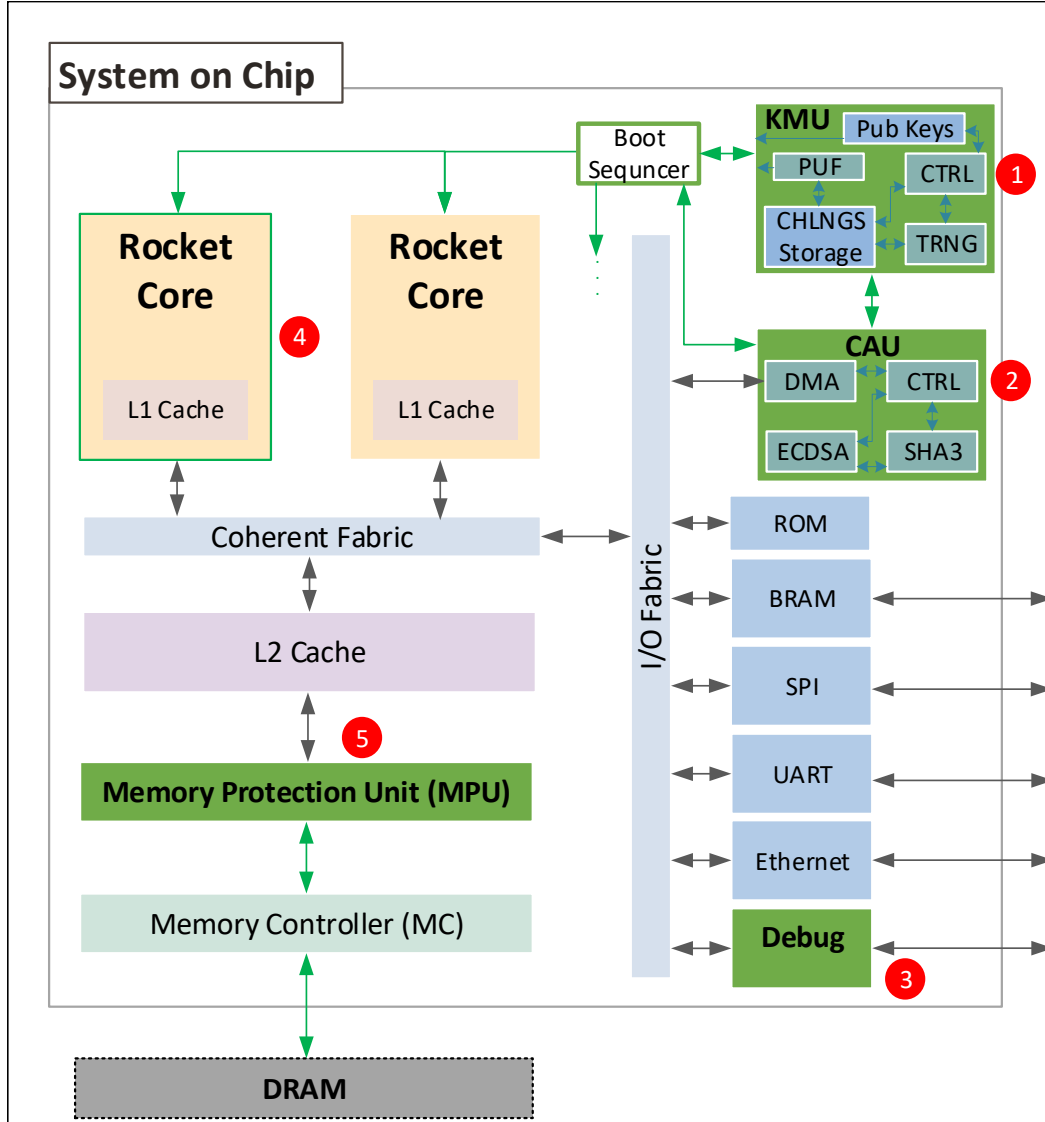 System on Chip
Boot
Sequncer
KMU
Pub Keys
PUF
CTRL
1
CHLNGS
Storage
TRNG
Rocket
Core
Rocket
Core
4
L1 Cache
L1 Cache
CAU
DMA
CTRL
2
ECDSA
SHA3
Coherent Fabric
I/O Fabric
ROM
BRAM
L2 Cache
SPI
5
UART
Memory Protection Unit (MPU)
Ethernet
Memory Controller (MC)
Debug
3
DRAM